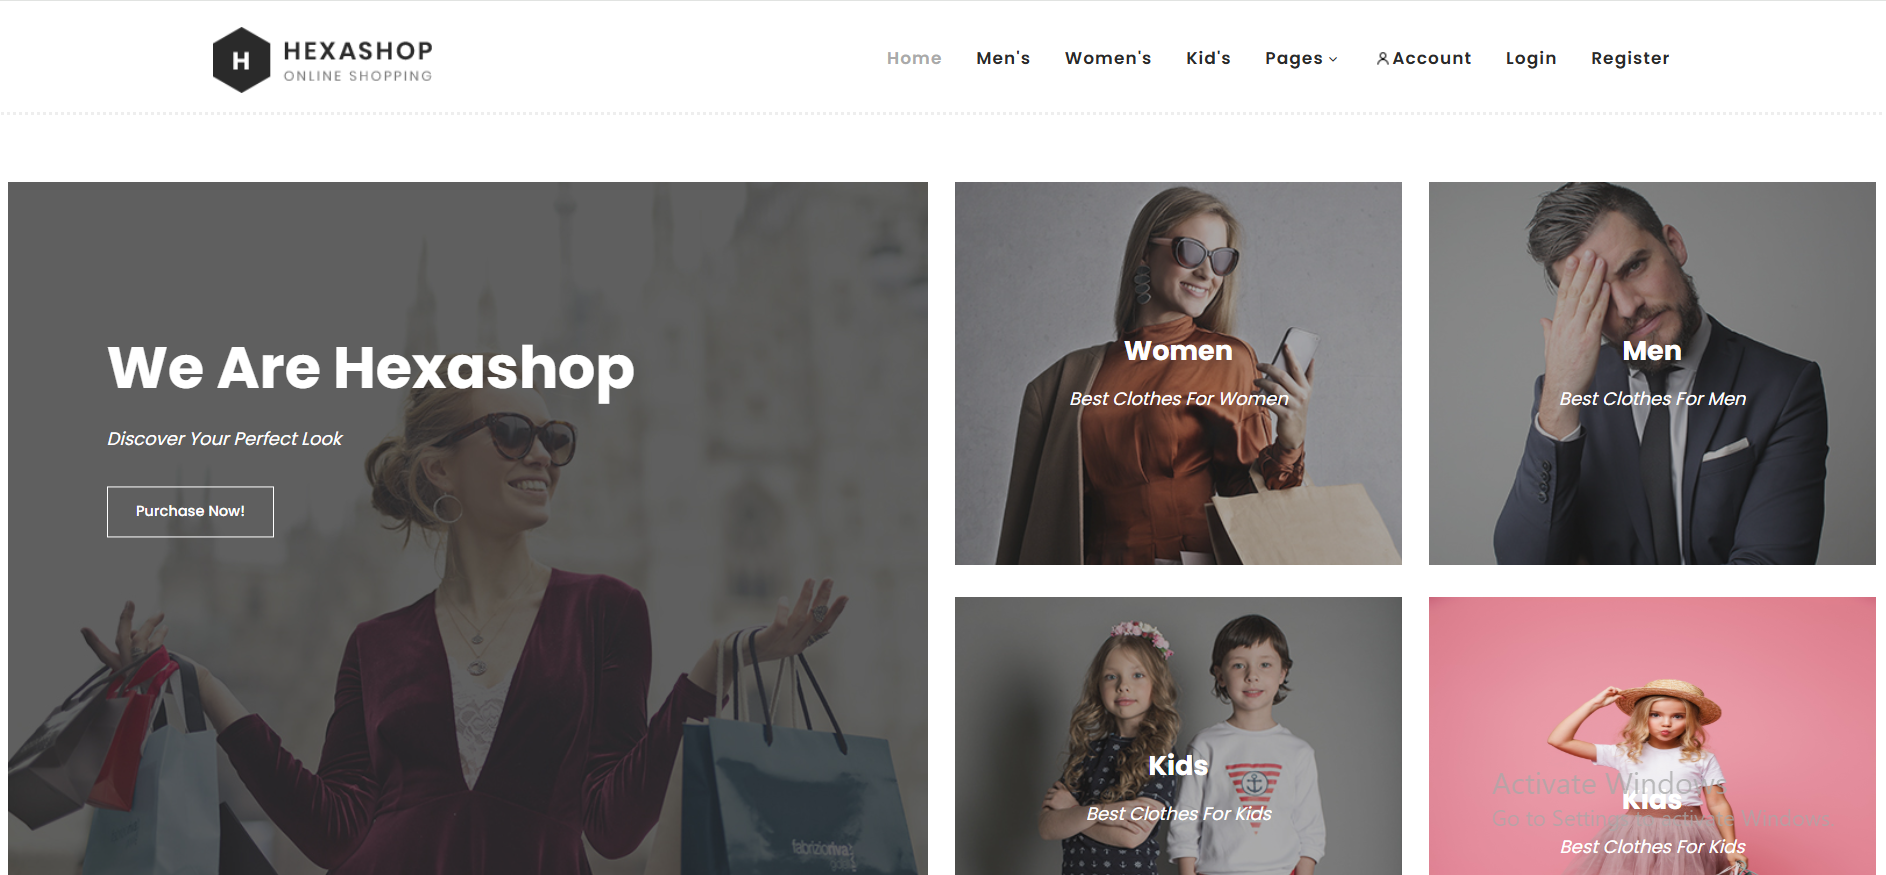 H
HEXASHOP
ONLINE SHOPPING
Home
Men's
Women's
Kid's
Pages
Account
Login
Register
We Are Hexashop
Discover Your Perfect Look
Purchase Now!
Women
Best Clothes For Women
Men
Best Clothes For Men
Kids
Best Clothes For Kids
Activate Windows
Go to Settings to activate Windows.
Kids
Best Clothes For Kids
fabrizioriva